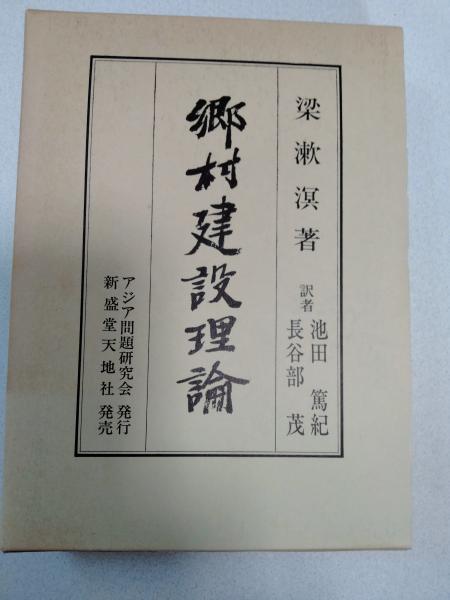 梁漱溟著
訳者 池田篤紀
長谷部茂
郷村建設理論
アジア問題研究会 発行
新盛堂天地社 発売